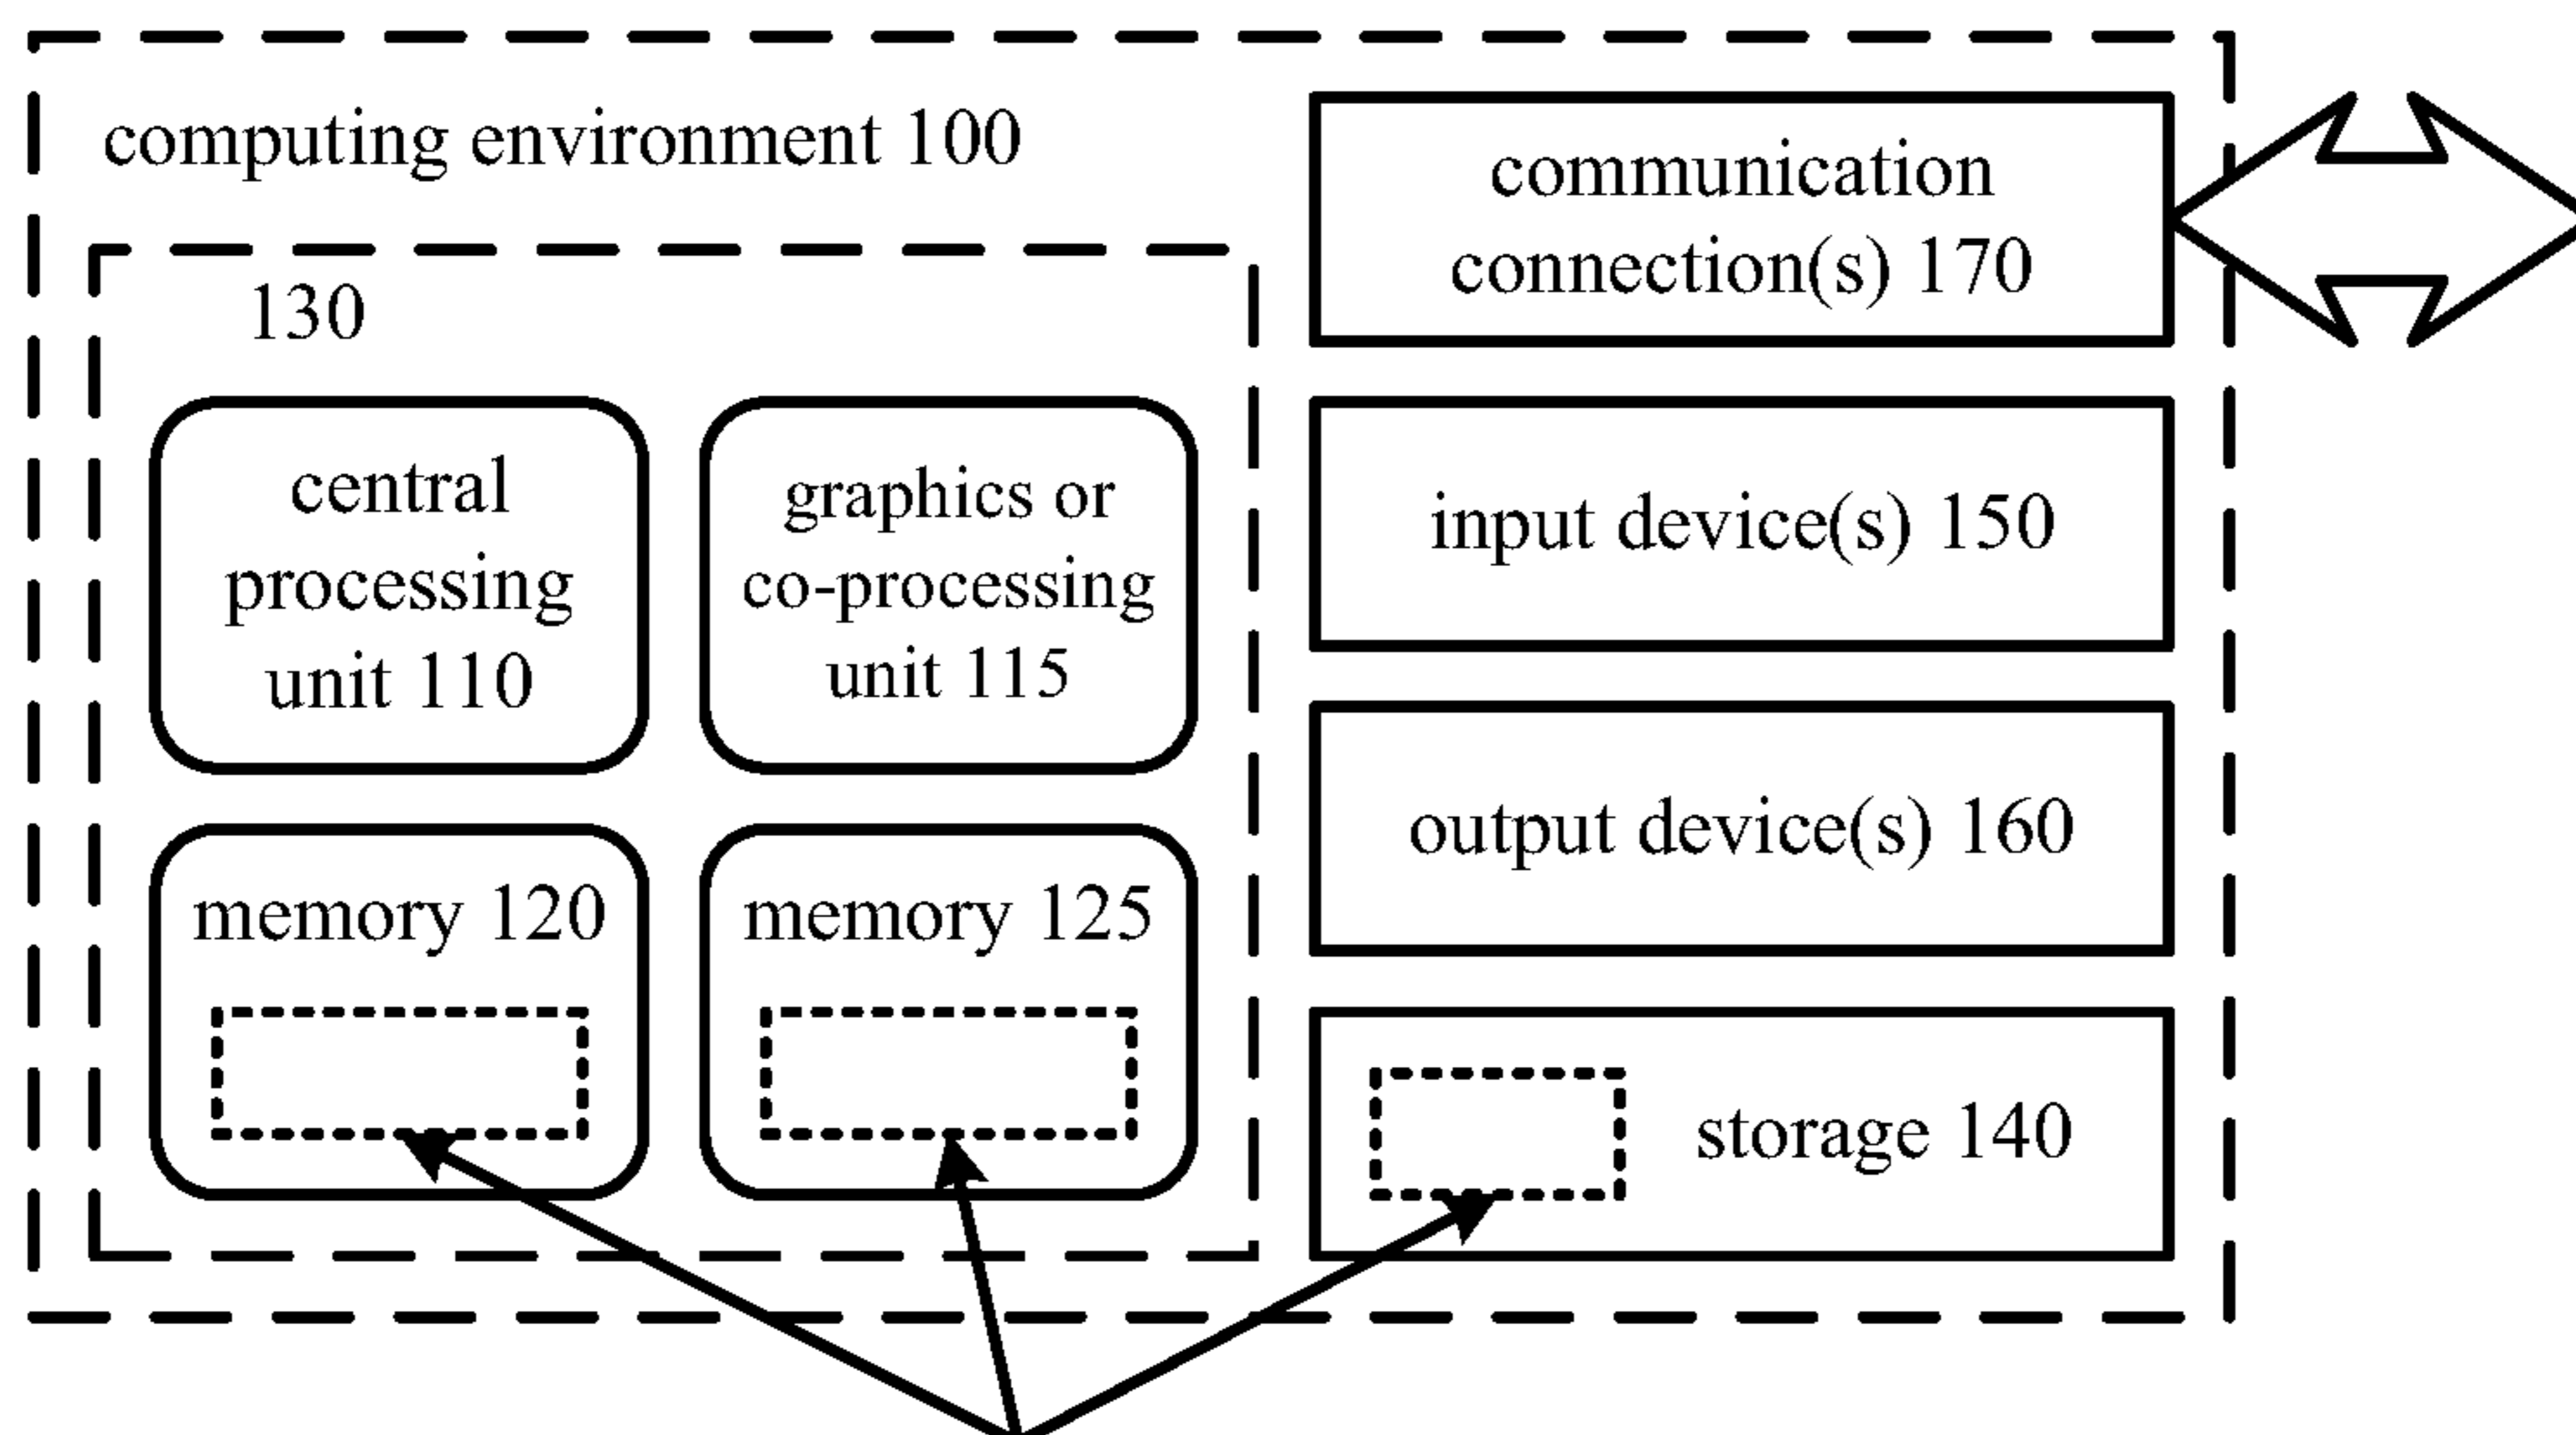 computing environment 100
130
central
processing
unit 110
graphics or
co-processing
unit 115
memory 120
memory 125
communication
connection(s) 170
input device(s) 150
output device(s) 160
storage 140